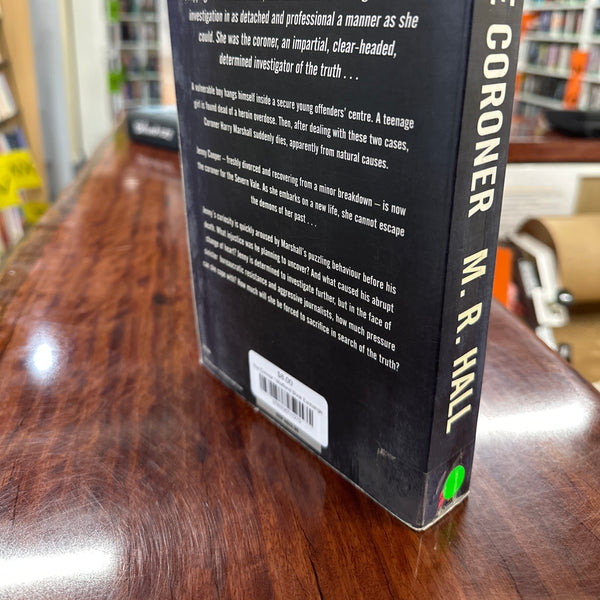 investigation in as detached and professional a manner as she
could. She was the coroner, an impartial, clear-headed,
determined investigator of the truth . . .
A vulnerable boy hangs himself inside a secure young offenders' centre. A teenage
girl is found dead of a heroin overdose. Then, after dealing with these two cases,
Coroner Harry Marshall suddenly dies, apparently from natural causes.
Jenny Cooper – freshly divorced and recovering from a minor breakdown – is now
the coroner for the Severn Vale. As she embarks on a new life, she cannot escape
the demons of her past . . .
Jenny's curiosity is quickly aroused by Marshall's puzzling behaviour before his
death. What injustice was he planning to uncover? And what caused his abrupt
change of heart? Jenny is determined to investigate further, but in the face of
sinister bureaucratic resistance and aggressive journalists, how much pressure
can she cope with? How much will she be forced to sacrifice in search of the truth?
$8.00
CORONER M. R. HALL